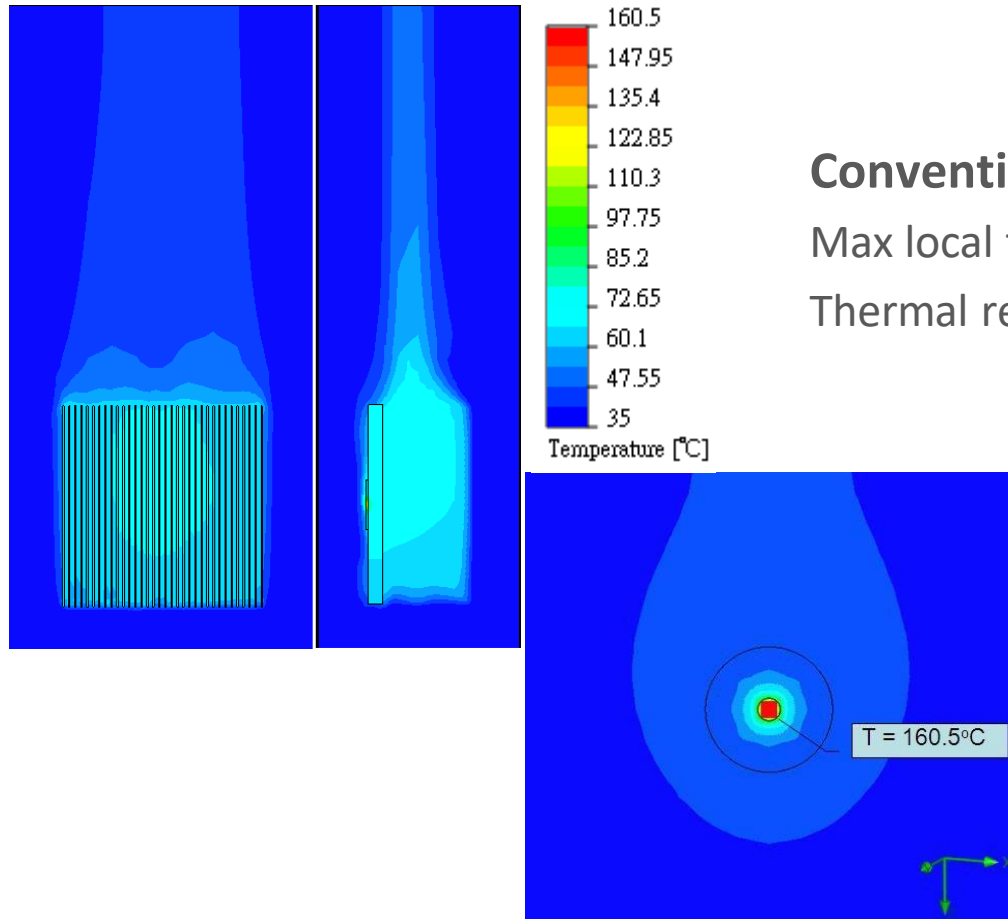 160.5
147.95
135.4
122.85
110.3
97.75
85.2
72.65
60.1
47.55
35
Temperature [°C]
Conventi
Max local
Thermal re
T = 160.5°C